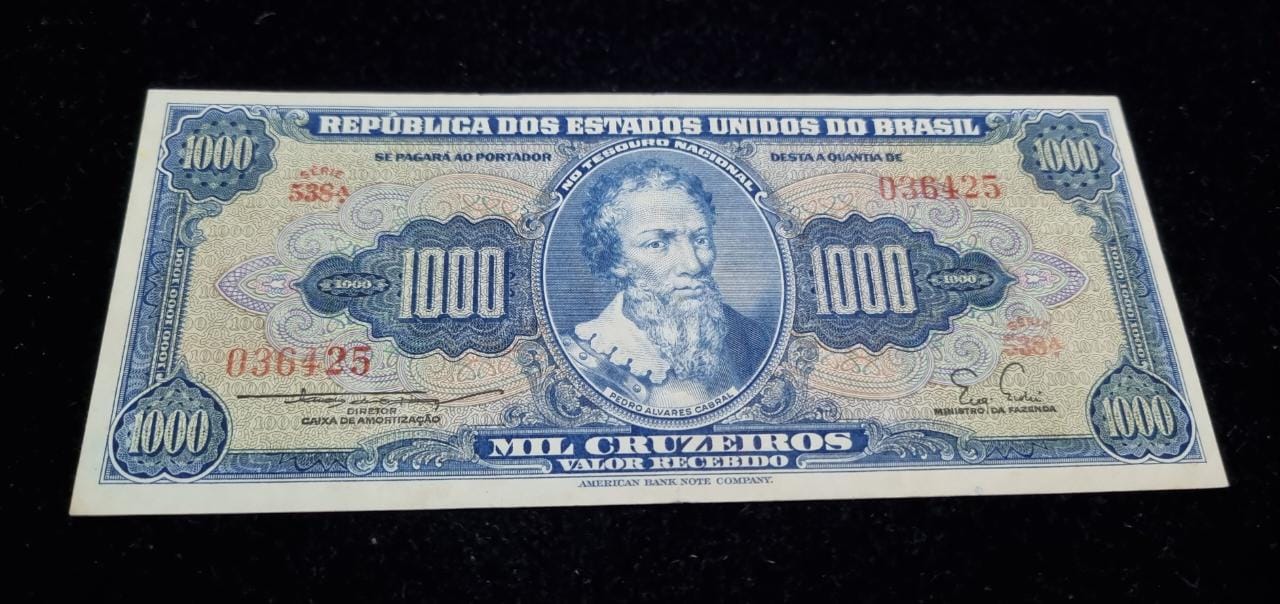 REPÚBLICA DOS ESTADOS UNIDOS DO BRASIL
1000
1000
SE PAGARÁ AO PORTADOR
NO TESOURO NACIONAL
DESTA A QUANTIA DE
SÉRIE
538A
036425
1000
1000
1000
1000
036425
SÉRIE
538A
PEDRO ALVARES CABRAL
DIRETOR
CAIXA DE AMORTIZAÇÃO
MINISTRO DA FAZENDA
1000
1000
MIL CRUZEIROS
VALOR RECEBIDO
AMERICAN BANK NOTE COMPANY.